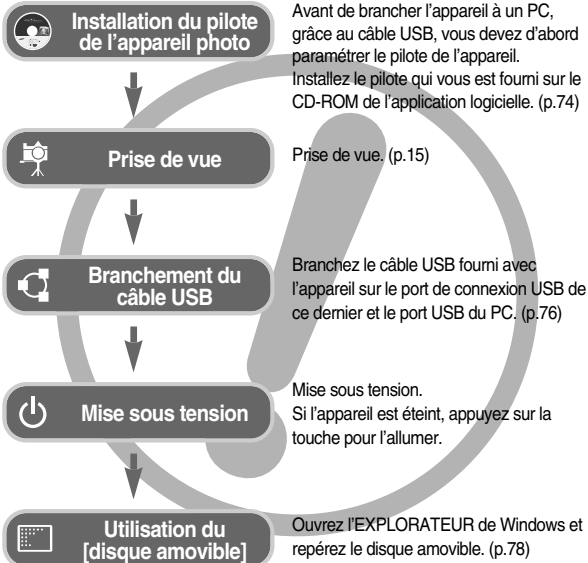 Installation du pilote
de l'appareil photo
Avant de brancher l'appareil à un PC,
grâce au câble USB, vous devez d'abord
paramétrer le pilote de l'appareil.
Installez le pilote qui vous est fourni sur le
CD-ROM de l'application logicielle. (p.74)
Prise de vue
Prise de vue. (p.15)
Branchement du
câble USB
Branchez le câble USB fourni avec
l'appareil sur le port de connexion USB de
ce dernier et le port USB du PC. (p.76)
Mise sous tension
Mise sous tension.
Si l'appareil est éteint, appuyez sur la
touche pour l'allumer.
Utilisation du
[disque amovible]
Ouvrez l'EXPLORATEUR de Windows et
repérez le disque amovible. (p.78)